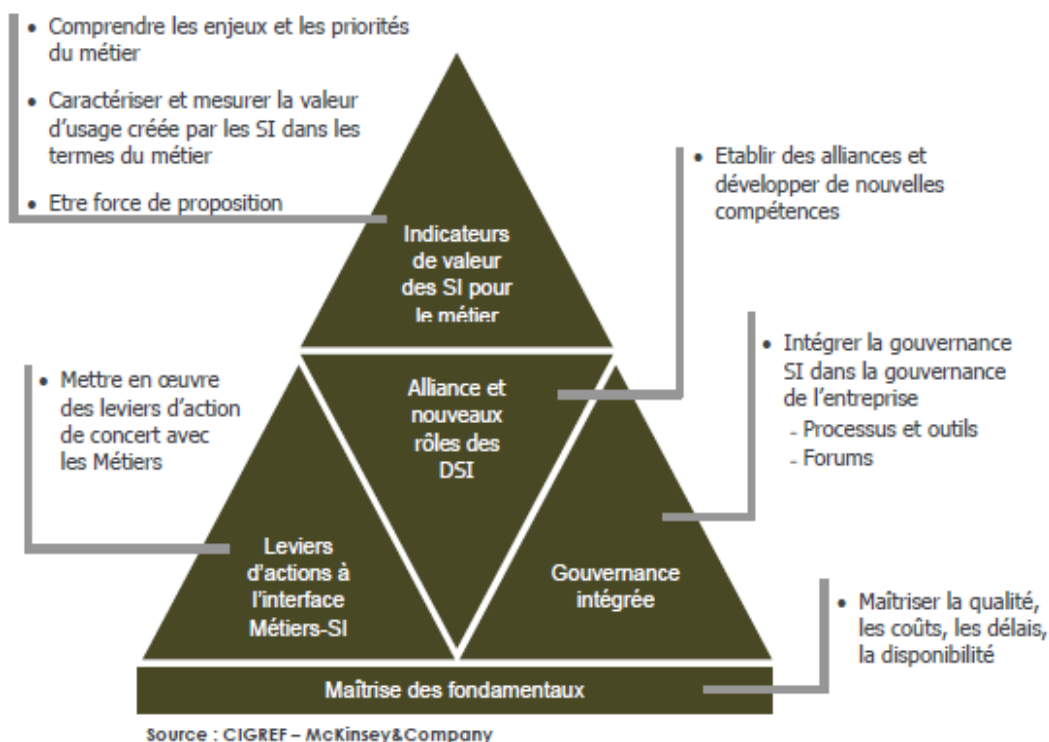 • Comprendre les enjeux et les priorités
du métier
• Caractériser et mesurer la valeur
d'usage créée par les SI dans les
termes du métier
• Etre force de proposition
• Etablir des alliances et
développer de nouvelles
compétences
Indicateurs
de valeur
des SI pour
le métier
• Intégrer la gouvernance
SI dans la gouvernance
de l'entreprise
- Processus et outils
- Forums
• Mettre en œuvre
des leviers d'action
de concert avec
les Métiers
Alliance et
nouveaux
rôles des
DSI
Leviers
d'actions à
l'interface
Métiers-SI
Gouvernance
intégrée
• Maîtriser la qualité,
les coûts, les délais,
la disponibilité
Maîtrise des fondamentaux
Source : CIGREF – McKinsey&Company